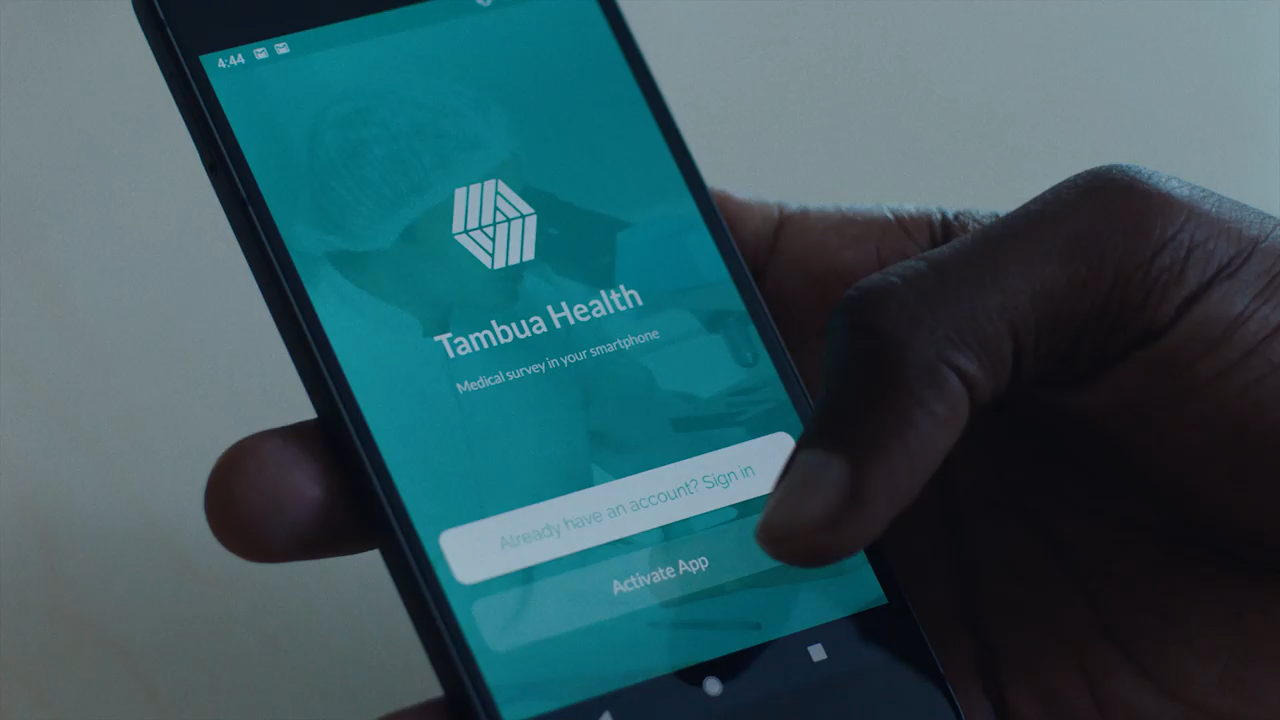 4:44
Tambua Health
Medical survey in your smartphone
Already have an account? Sign in
Activate App